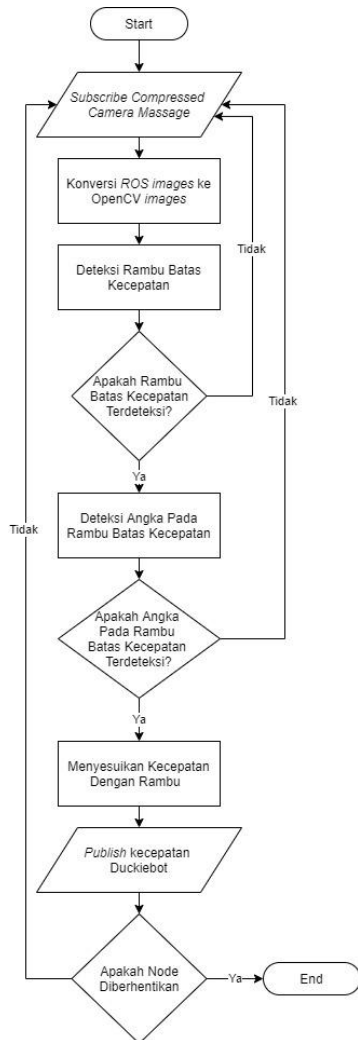 Start
Subscribe Compressed
Camera Massage
Konversi ROS images ke
OpenCV images
Tidak
Deteksi Rambu Batas
Kecepatan
Apakah Rambu
Batas Kecepatan
Terdeteksi?
Tidak
Ya
Deteksi Angka Pada
Rambu Batas Kecepatan
Tidak
Apakah Angka
Pada Rambu
Batas Kecepatan
Terdeteksi?
Ya
Menyesuikan Kecepatan
Dengan Rambu
Publish kecepatan
Duckiebot
Apakah Node
Diberhentikan
Ya
End